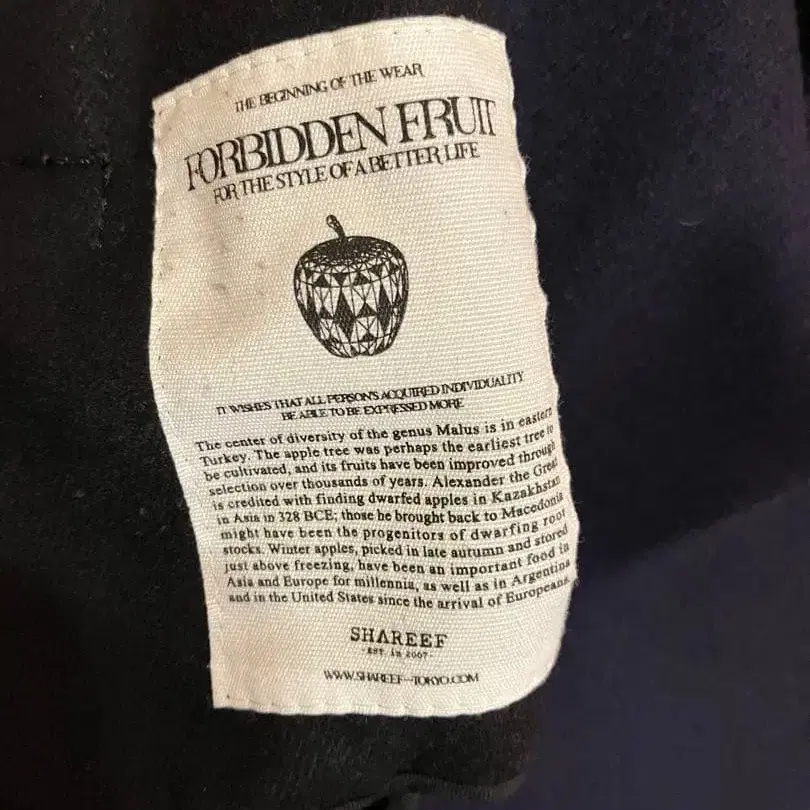 THE BEGINNING OF THE WEAR
FORBIDDEN FRUIT
FOR THE STYLE OF A BETTER LIFE
IT WISHES THAT ALL PERSON'S ACQUIRED INDIVIDUALITY
BE ABLE TO BE EXPRESSED MORE
The center of diversity of the genus Malus is in eastern
Turkey. The apple tree was perhaps the earliest tree to
be cultivated, and its fruits have been improved through
selection over thousands of years. Alexander the Great
is credited with finding dwarfed apples in Kazakhstan
in Asia in 328 BCE; those he brought back to Macedonia
might have been the progenitors of dwarfing root
stocks. Winter apples, picked in late autumn and stored
just above freezing, have been an important food in
Asia and Europe for millennia, as well as in Argentina
and in the United States since the arrival of Europeans.
SHAREEF
· EST. in 2007 ·
WWW.SHAREEF-TOKYO.COM